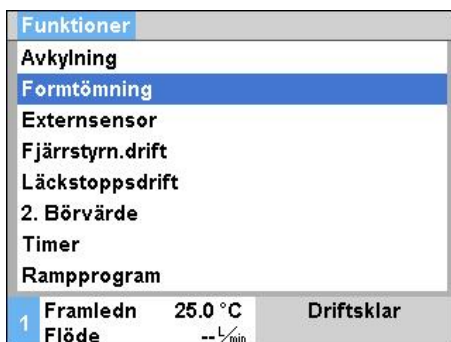 Funktioner
Avkylning
Formtömning
Externsensor
Fjärrstyrn.drift
Läckstoppsdrift
2. Börvärde
Timer
Rampprogram
1 Framledn 25.0 °C Driftsklar
Flöde -- L/min